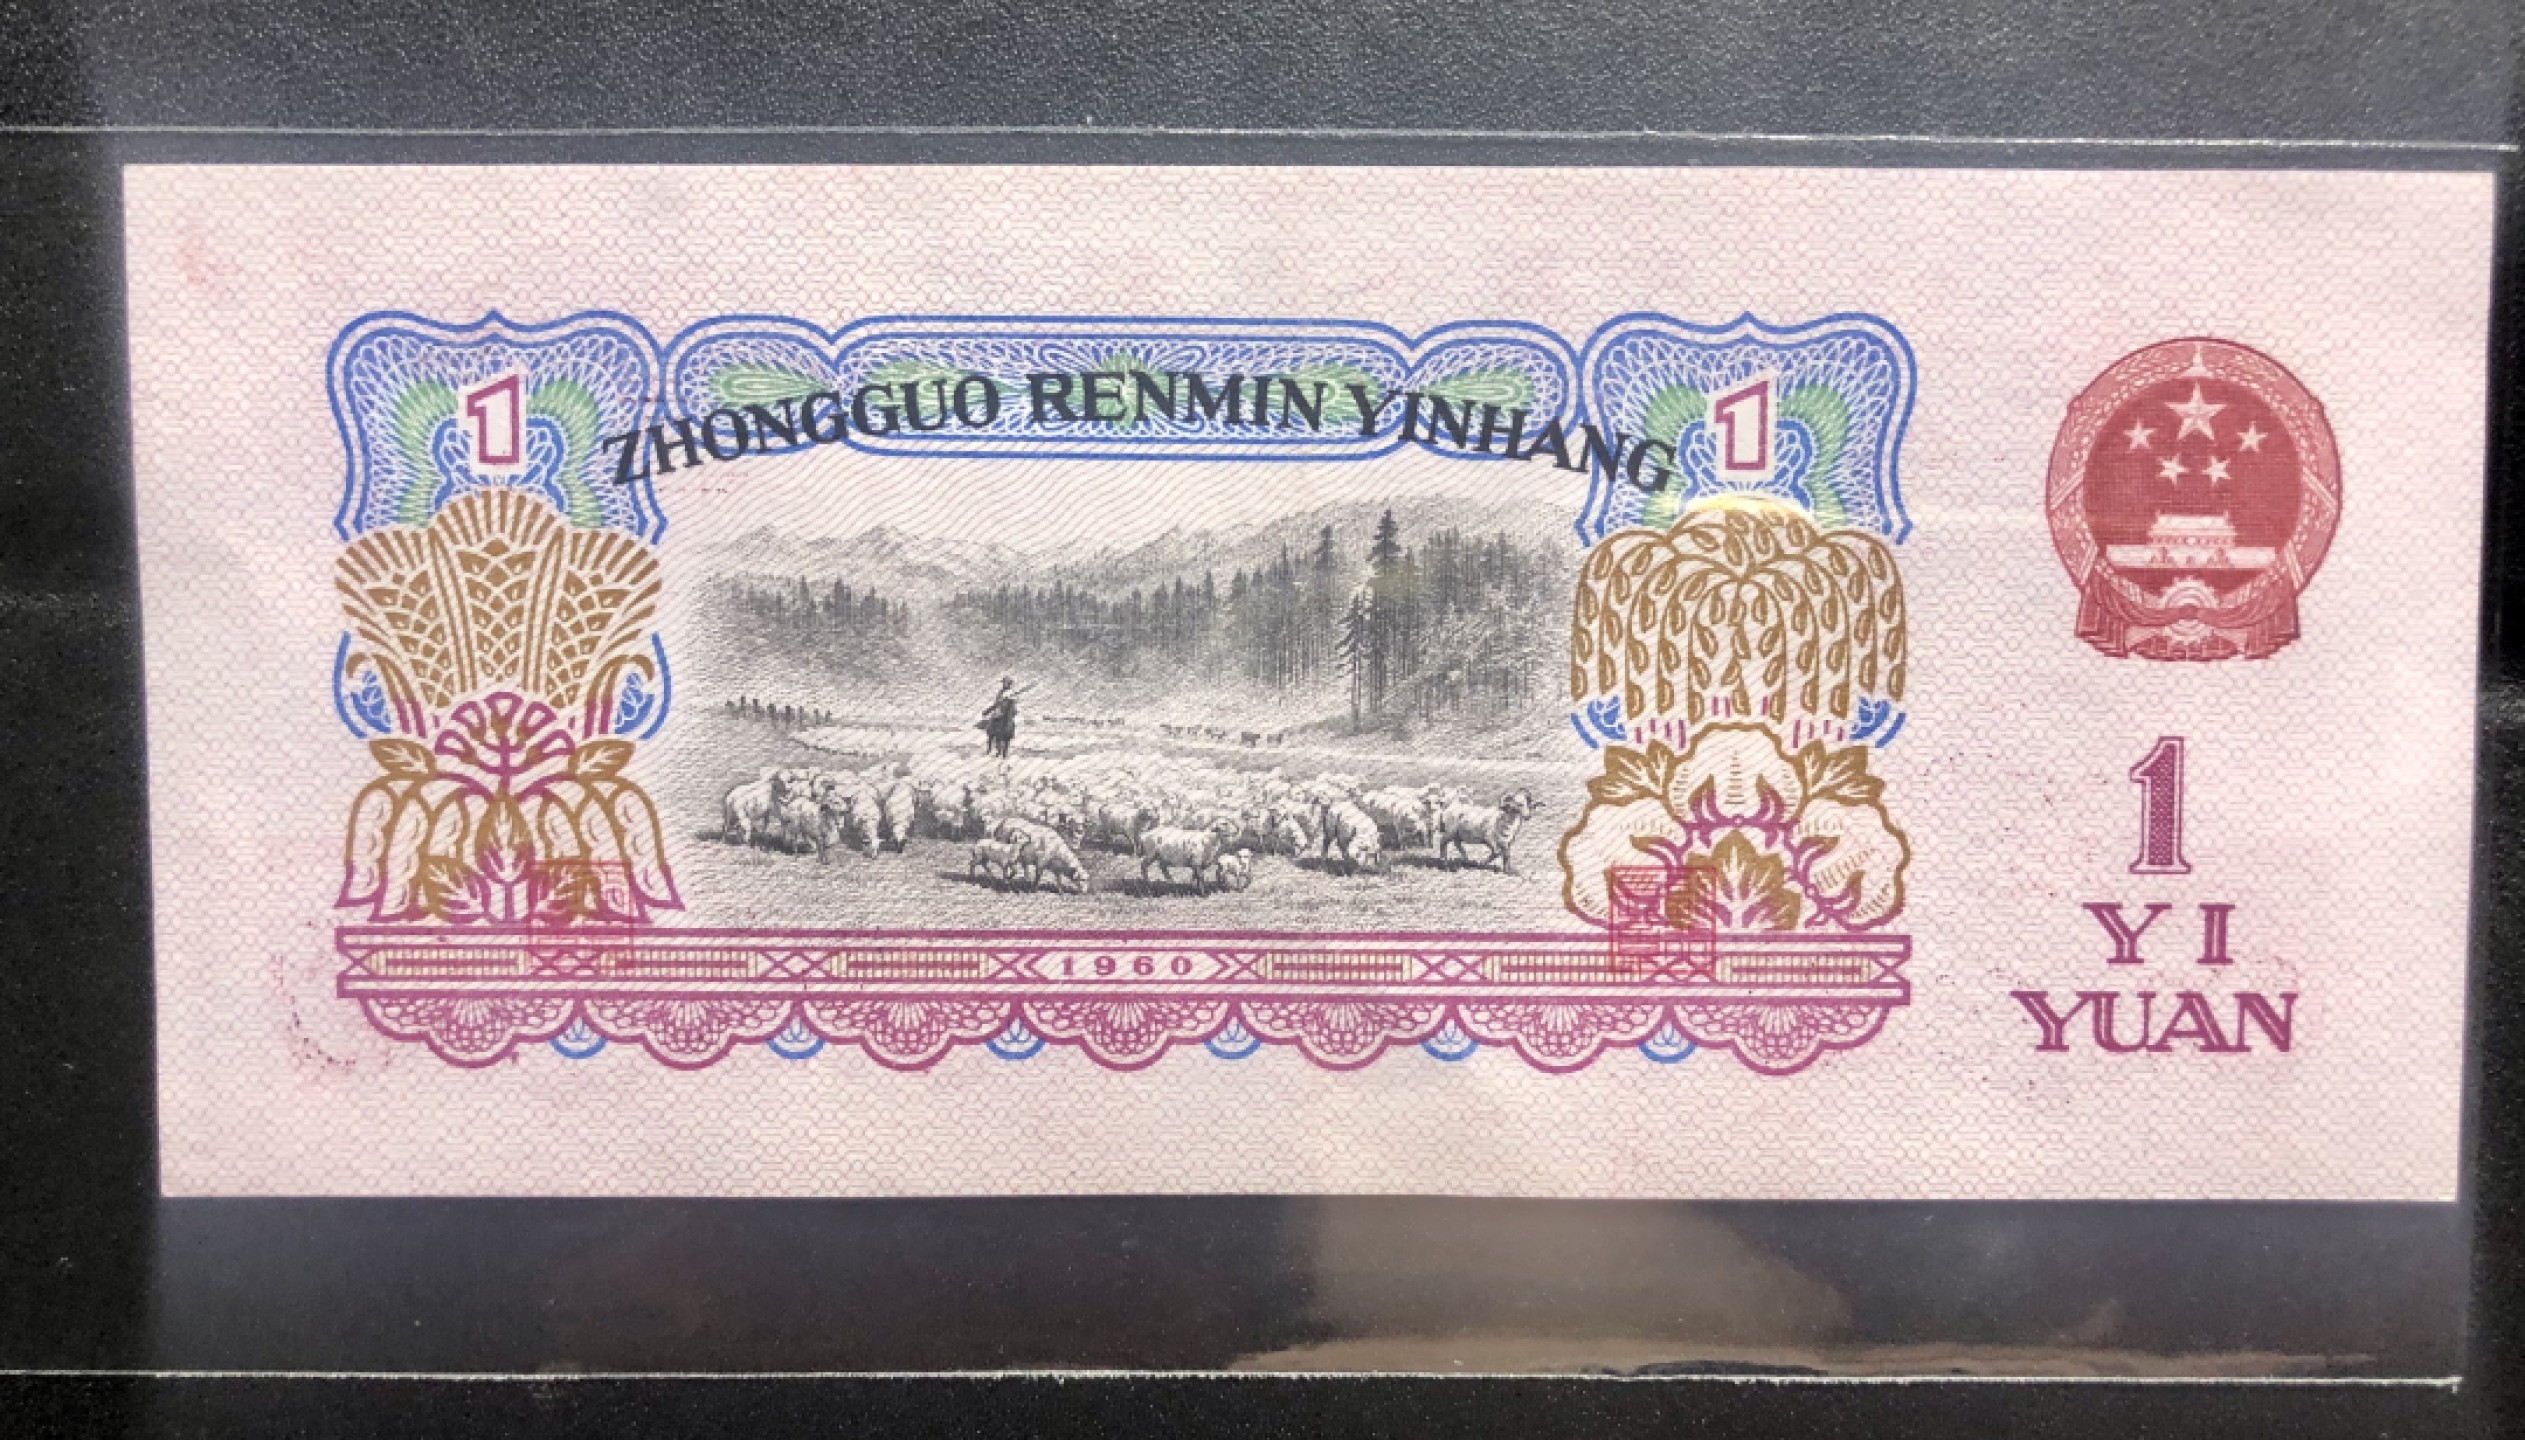 1
ZHONGGUO RENMIN YINHANG
1
1960
1
YI
YUAN